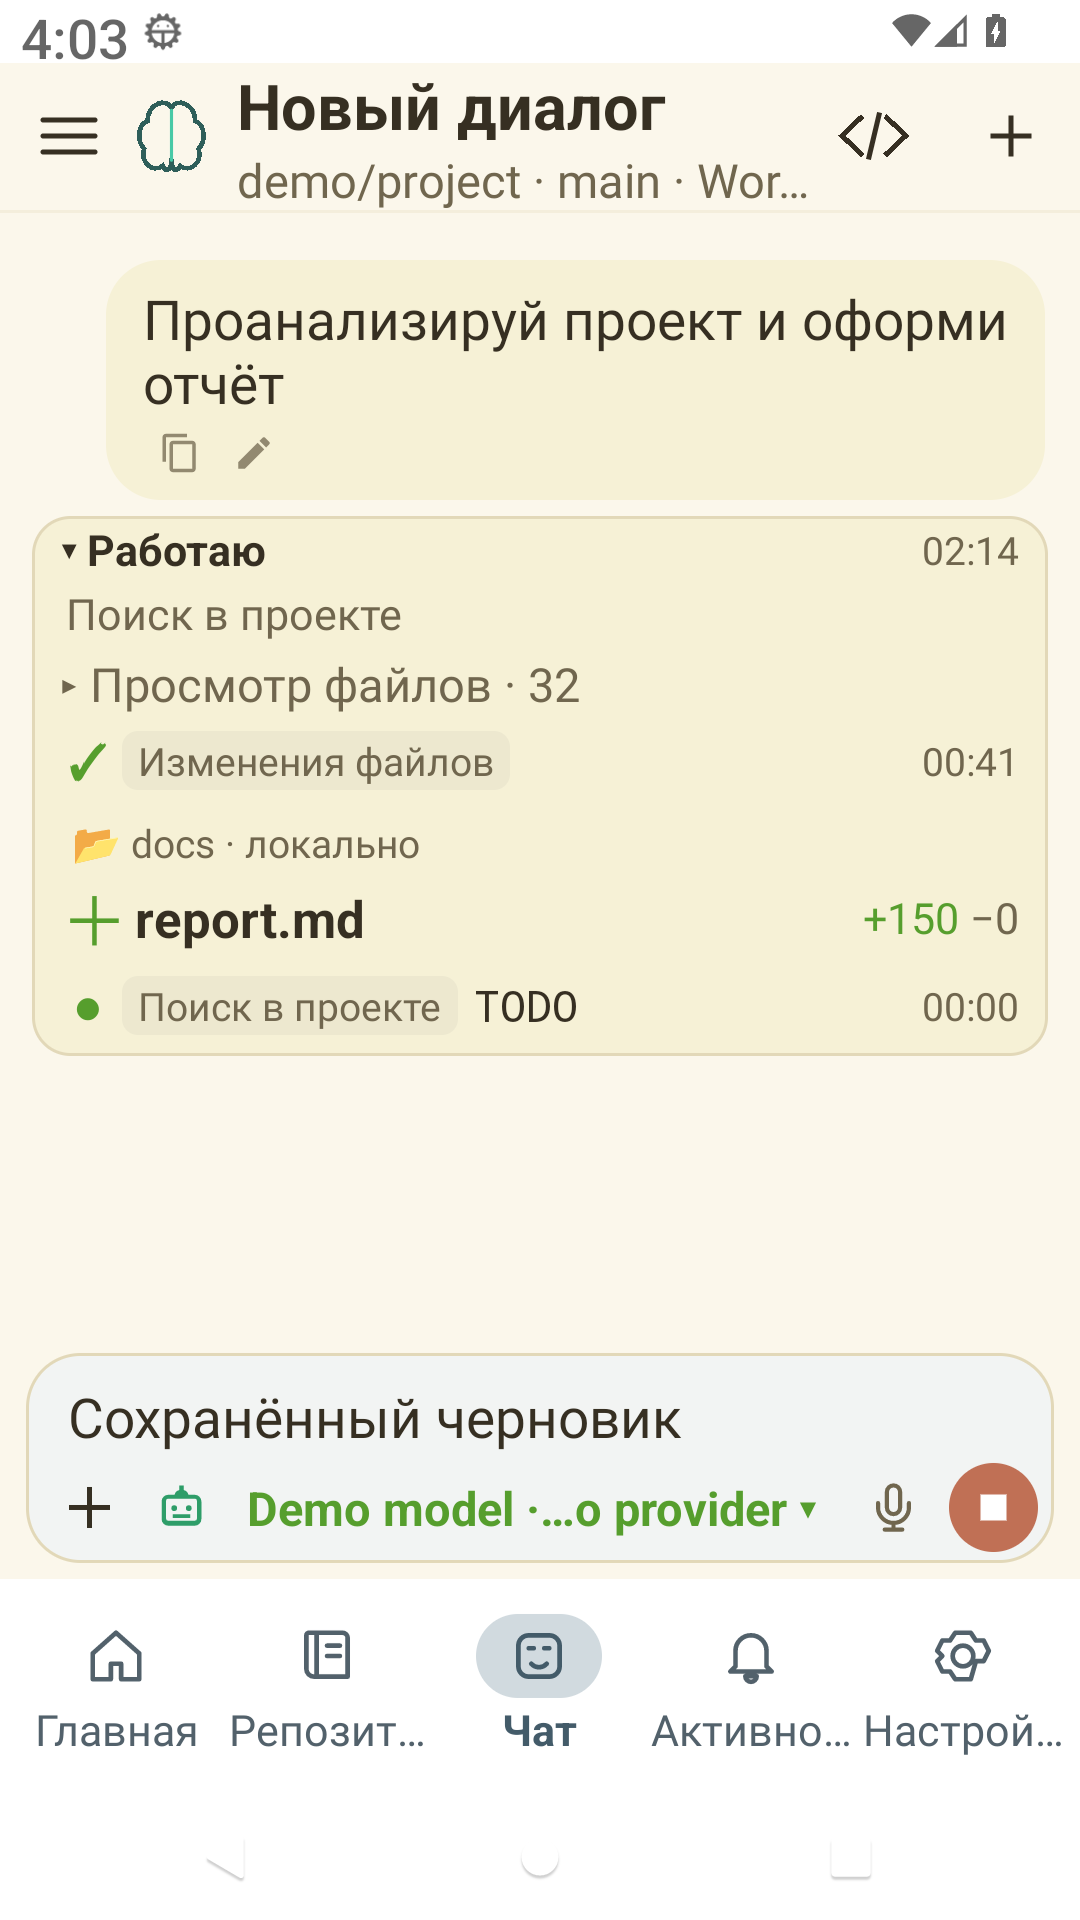 4:03
Новый диалог
demo/project · main · Wor...
Проанализируй проект и оформи
отчёт
▾ Работаю 02:14
Поиск в проекте
▸ Просмотр файлов · 32
✓ Изменения файлов 00:41
docs · локально
+ report.md +150 −0
Поиск в проекте TODO 00:00
Сохранённый черновик
Demo model ·...o provider ▾
Главная Репозит... Чат Активно... Настрой...